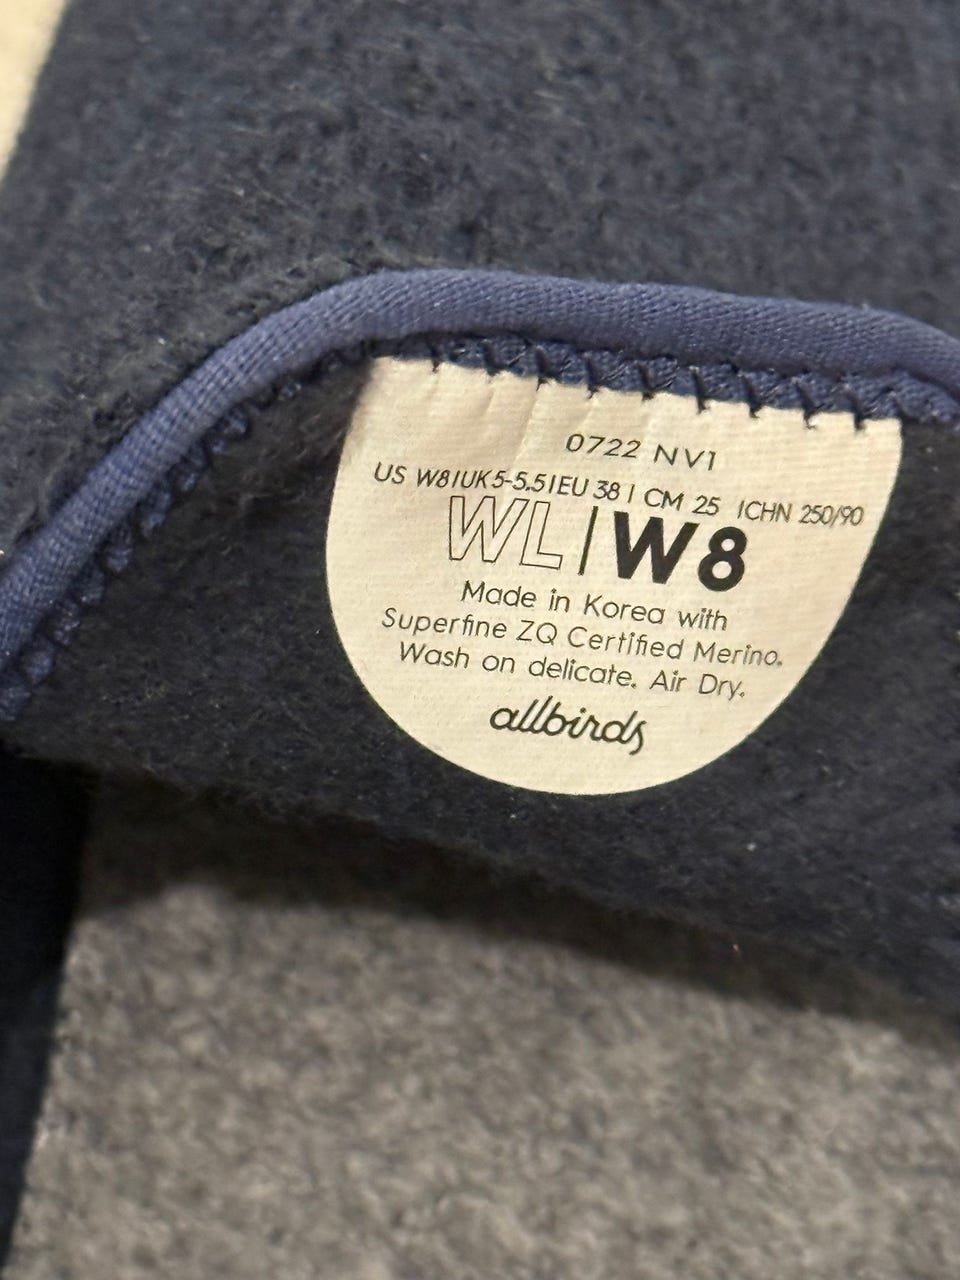 0722 NV1
US W8|UK 5-5.5|EU 38 | CM 25 |CHN 250/90
WL|W8
Made in Korea with
Superfine ZQ Certified Merino.
Wash on delicate. Air Dry.
allbirds